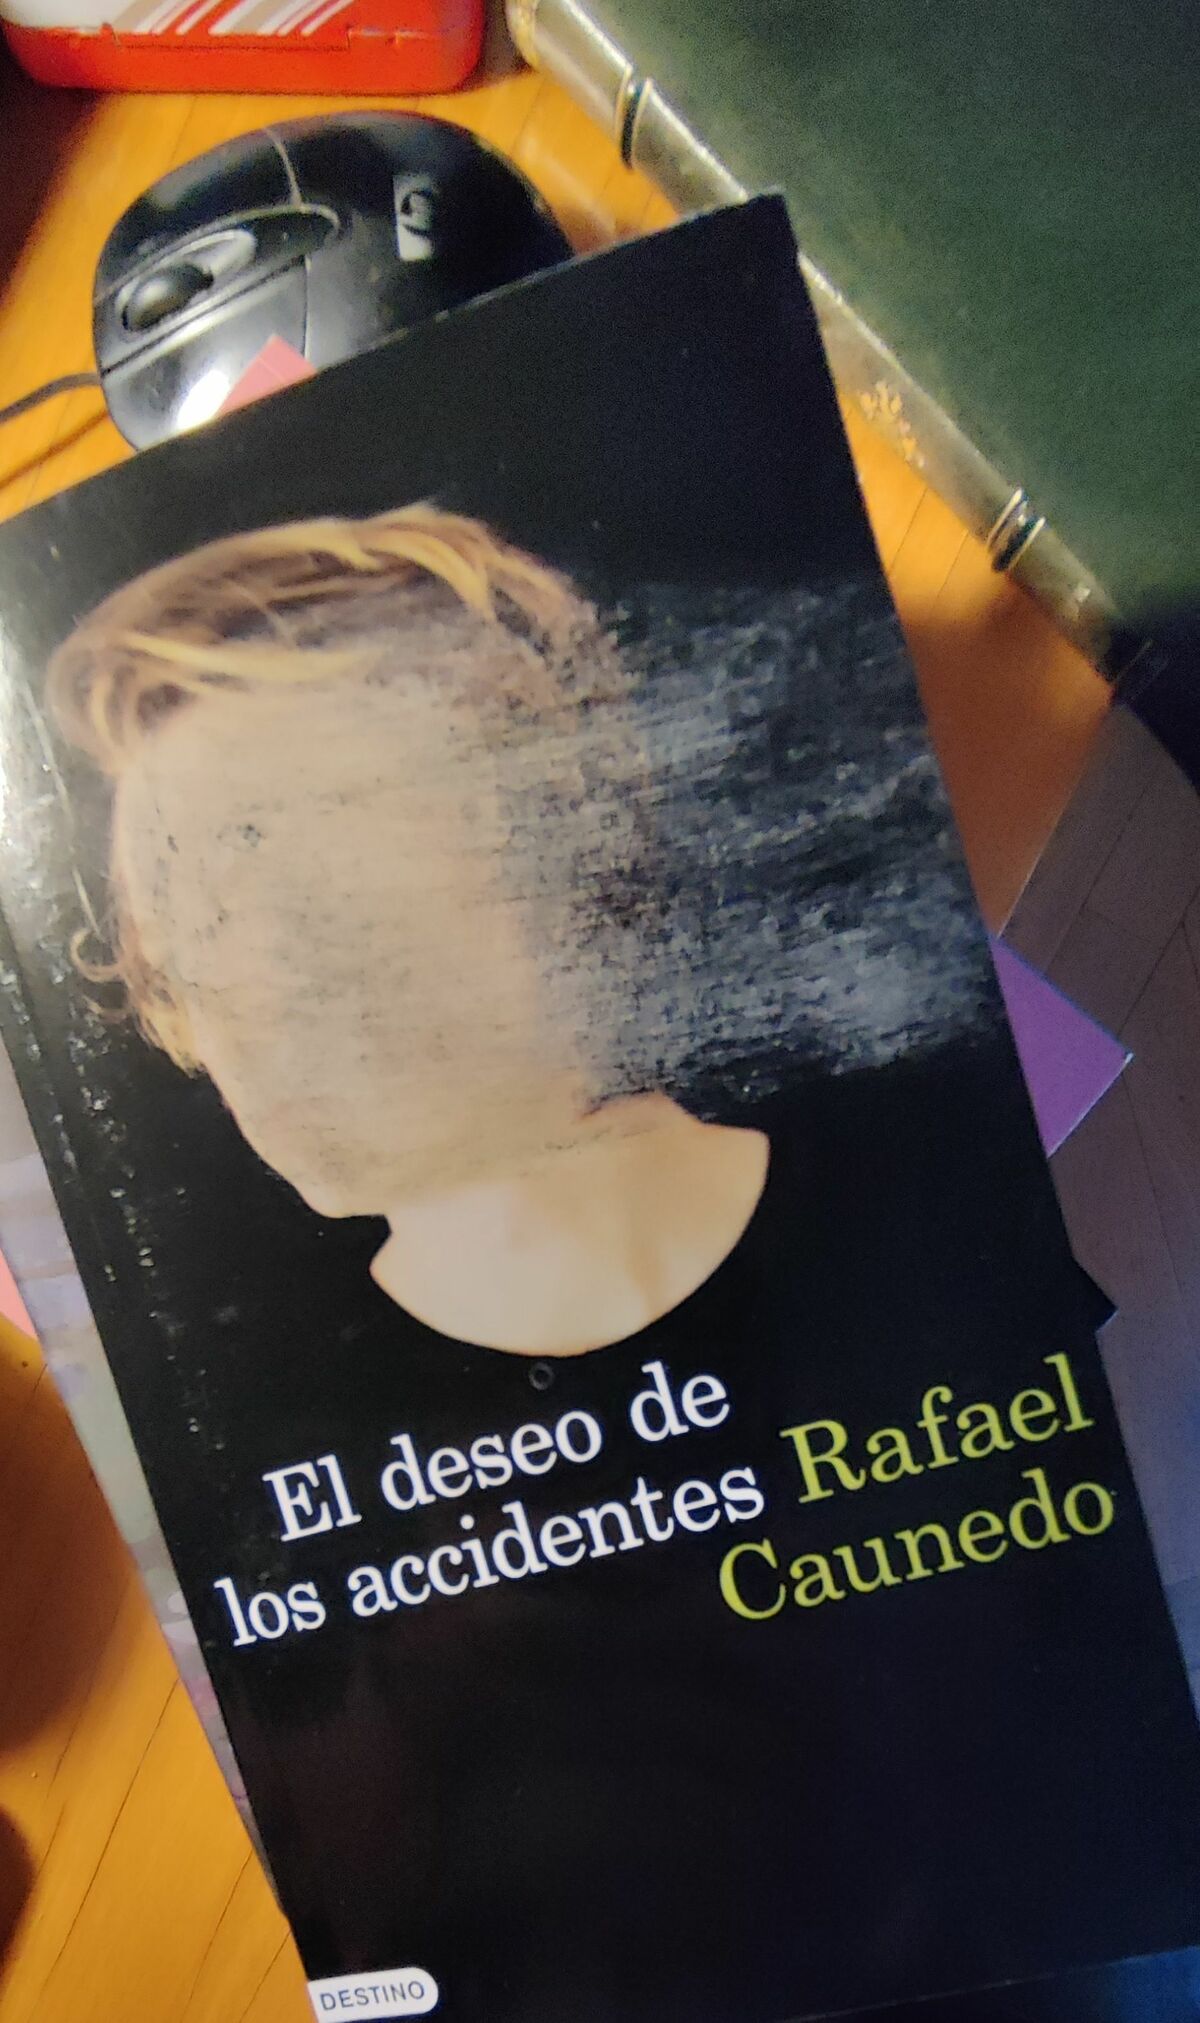 El deseo de
los accidentes
Rafael
Caunedo
DESTINO